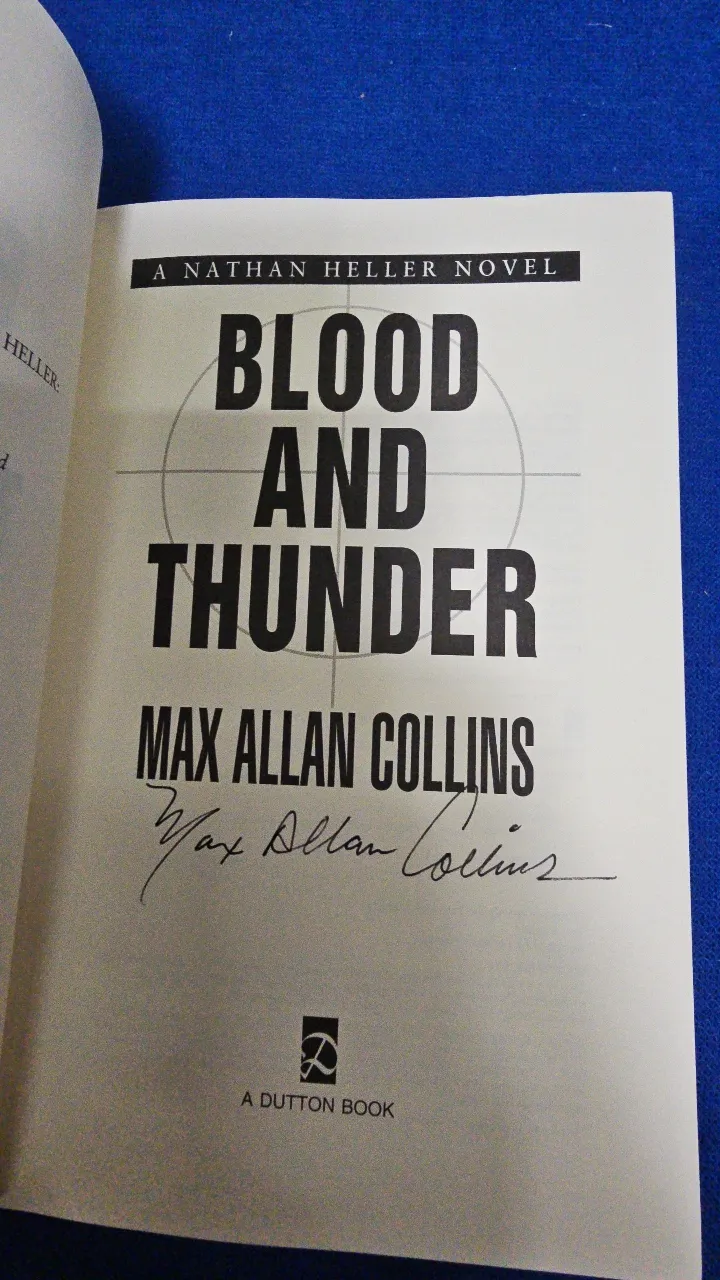 HELLER:
d
A NATHAN HELLER NOVEL
BLOOD
AND
THUNDER
MAX ALLAN COLLINS
Max Allan Collins
D
A DUTTON BOOK